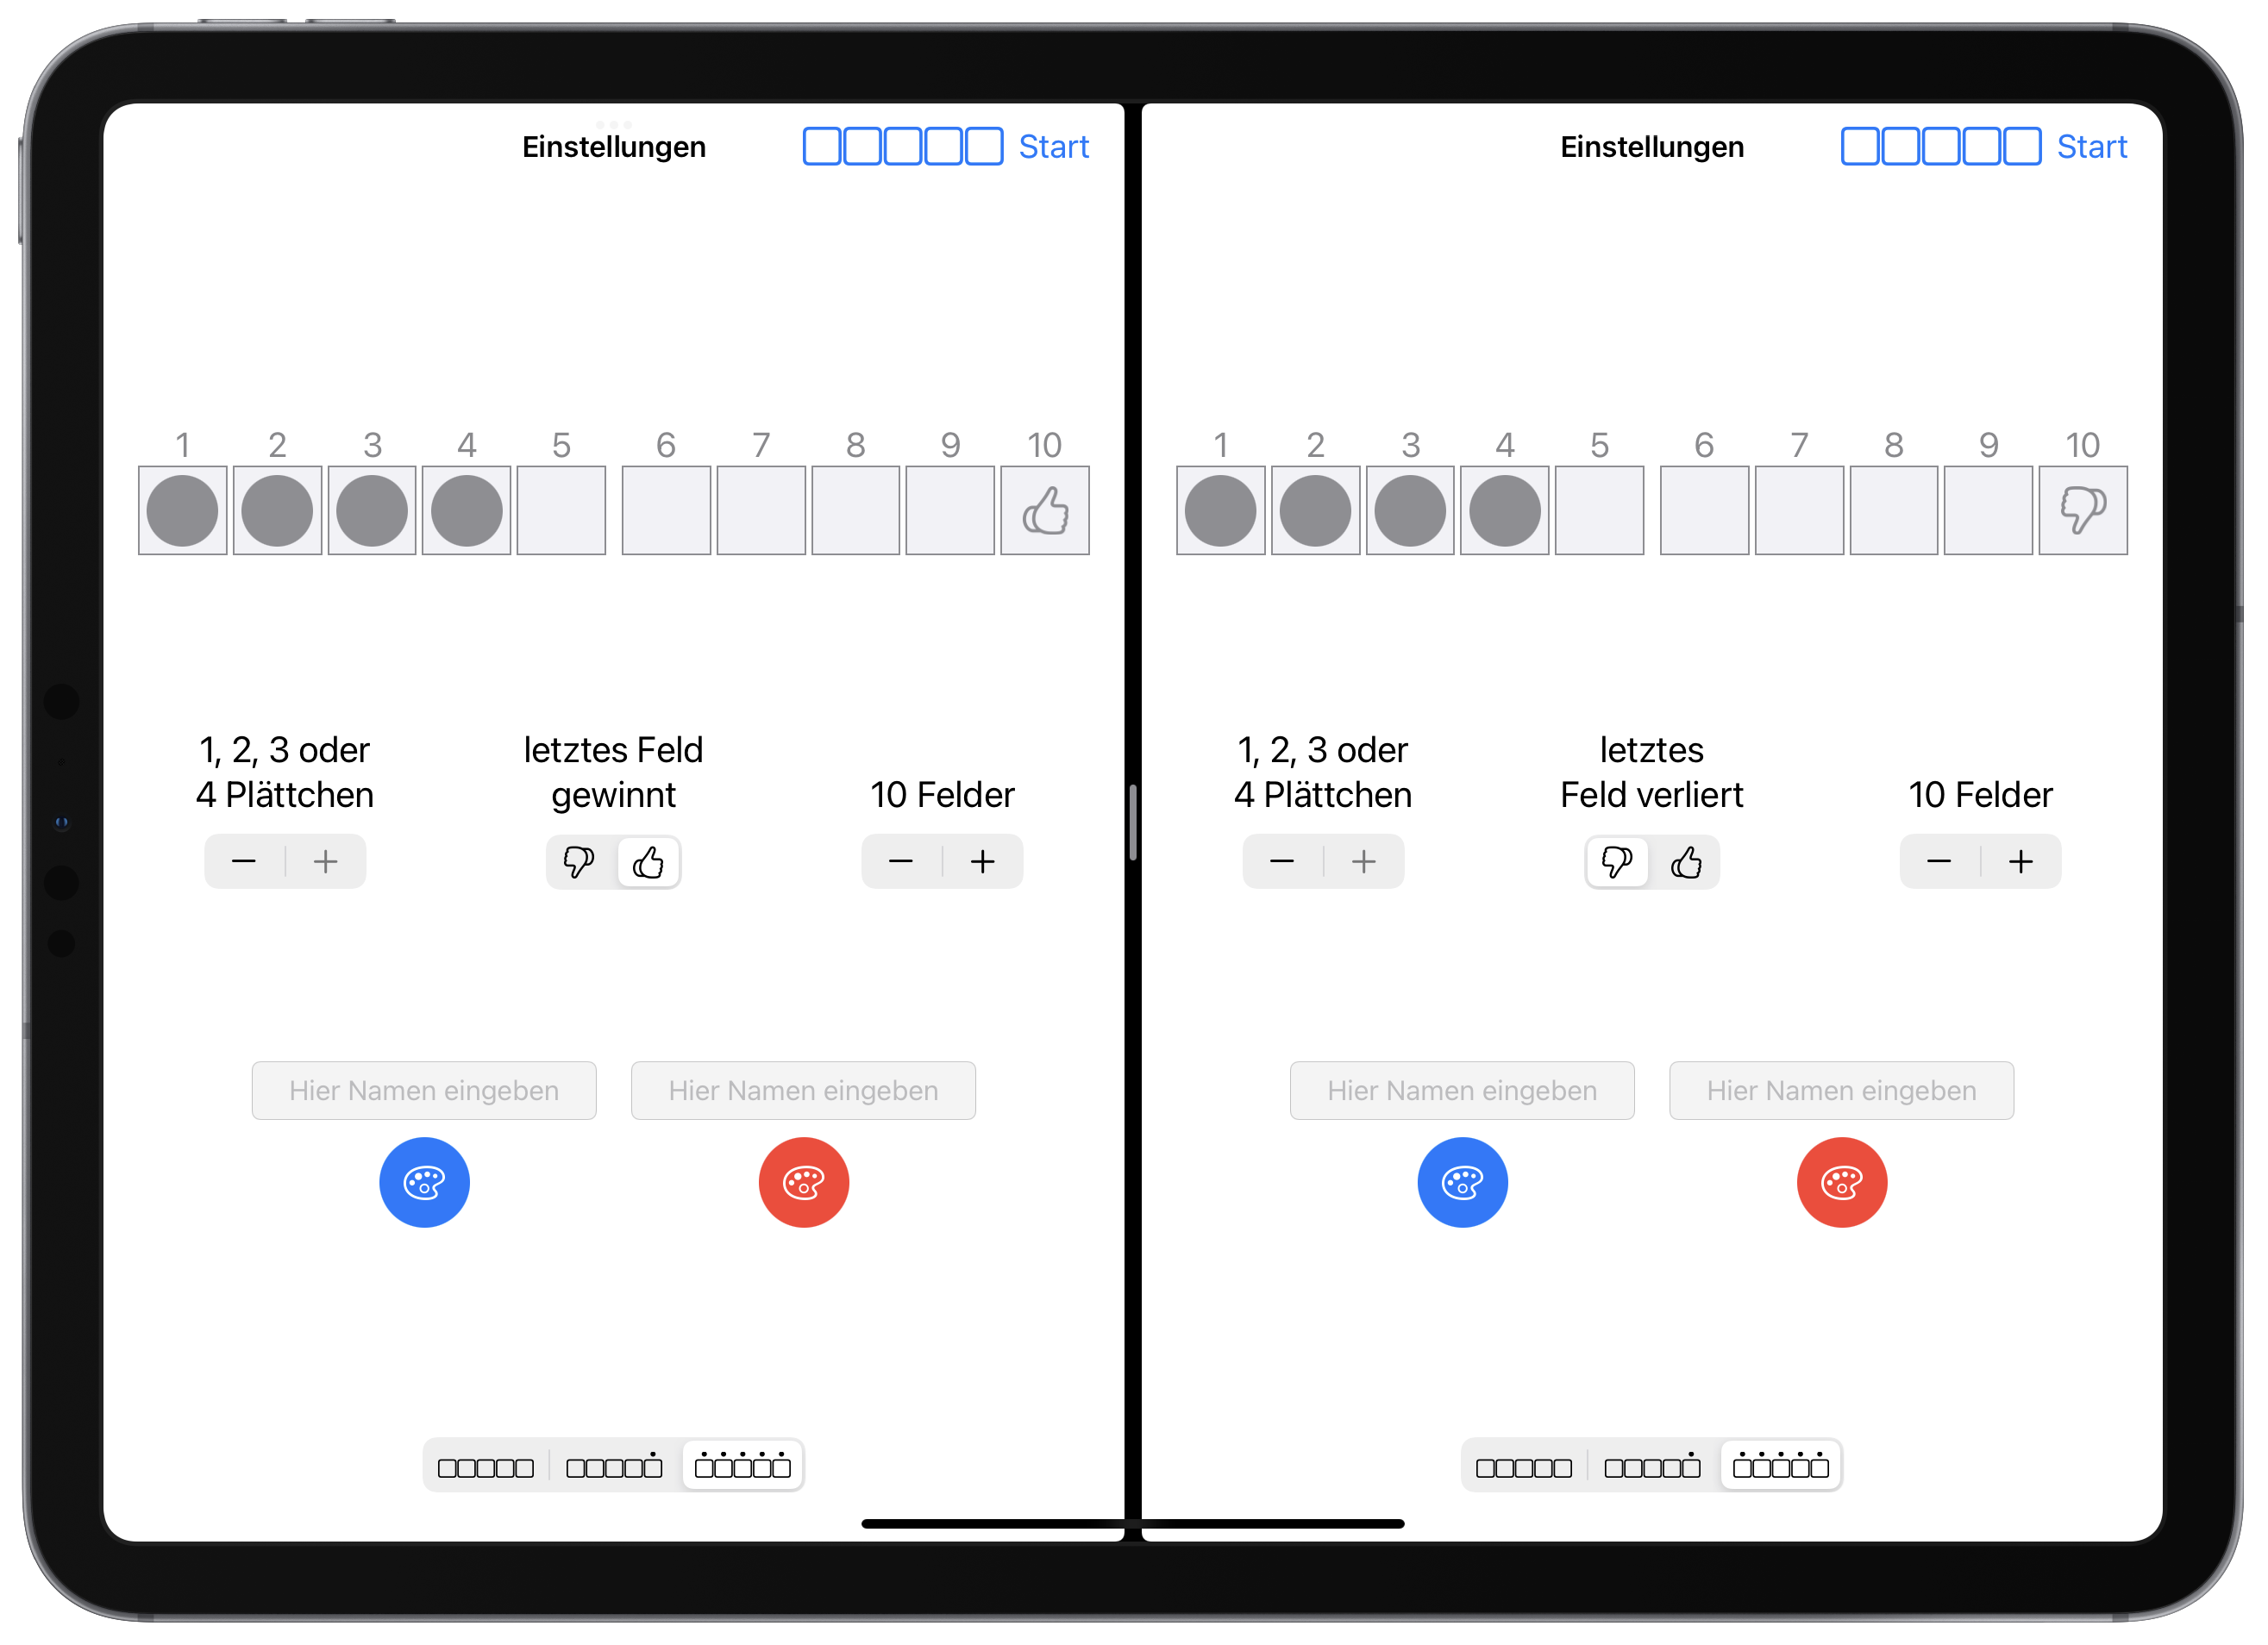 Einstellungen Start
1 2 3 4 5 6 7 8 9 10
1, 2, 3 oder
4 Plättchen
letztes Feld
gewinnt
10 Felder
Hier Namen eingeben Hier Namen eingeben
Einstellungen Start
1 2 3 4 5 6 7 8 9 10
1, 2, 3 oder
4 Plättchen
letztes
Feld verliert
10 Felder
Hier Namen eingeben Hier Namen eingeben